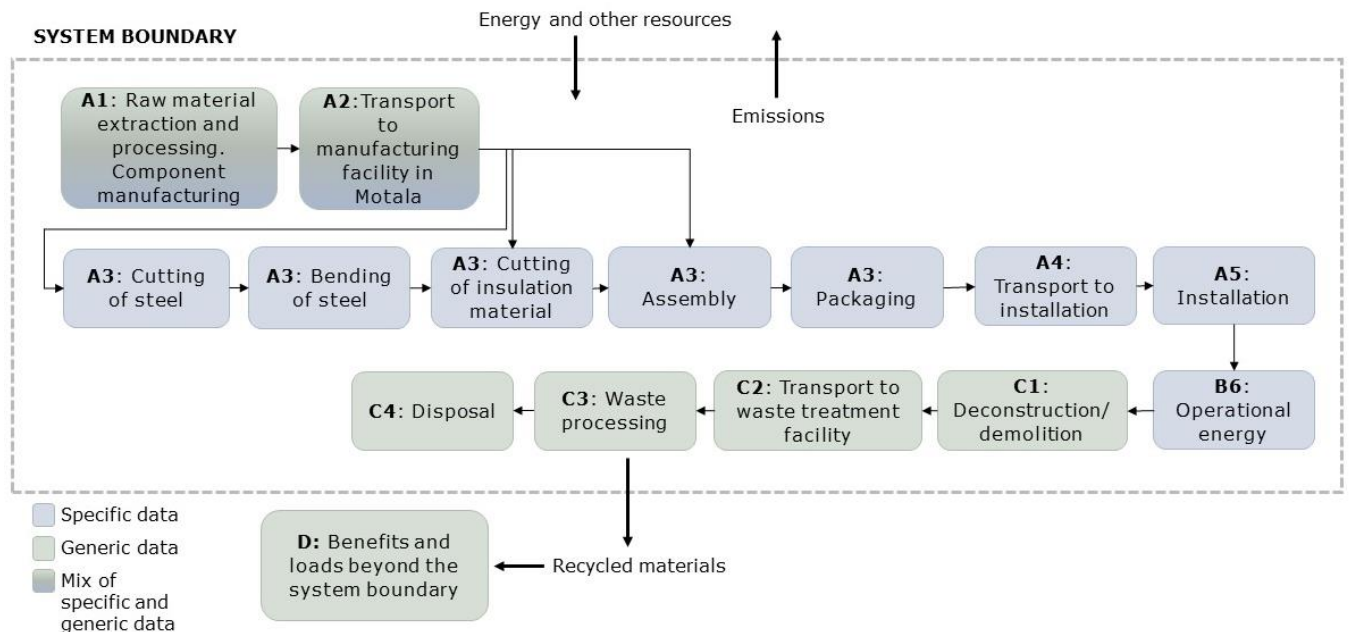 Energy and other resources
SYSTEM BOUNDARY
Emissions
A1: Raw material
extraction and
processing.
Component
manufacturing
A2:Transport
to
manufacturing
facility in
Motala
A3: Cutting
of steel
A3: Bending
of steel
A3: Cutting
of insulation
material
A3:
Assembly
A3:
Packaging
A4:
Transport to
installation
A5:
Installation
B6:
Operational
energy
C1:
Deconstruction/
demolition
C2: Transport to
waste treatment
facility
C3: Waste
processing
C4: Disposal
Specific data
Generic data
Mix of
specific and
generic data
D: Benefits and
loads beyond the
system boundary
Recycled materials